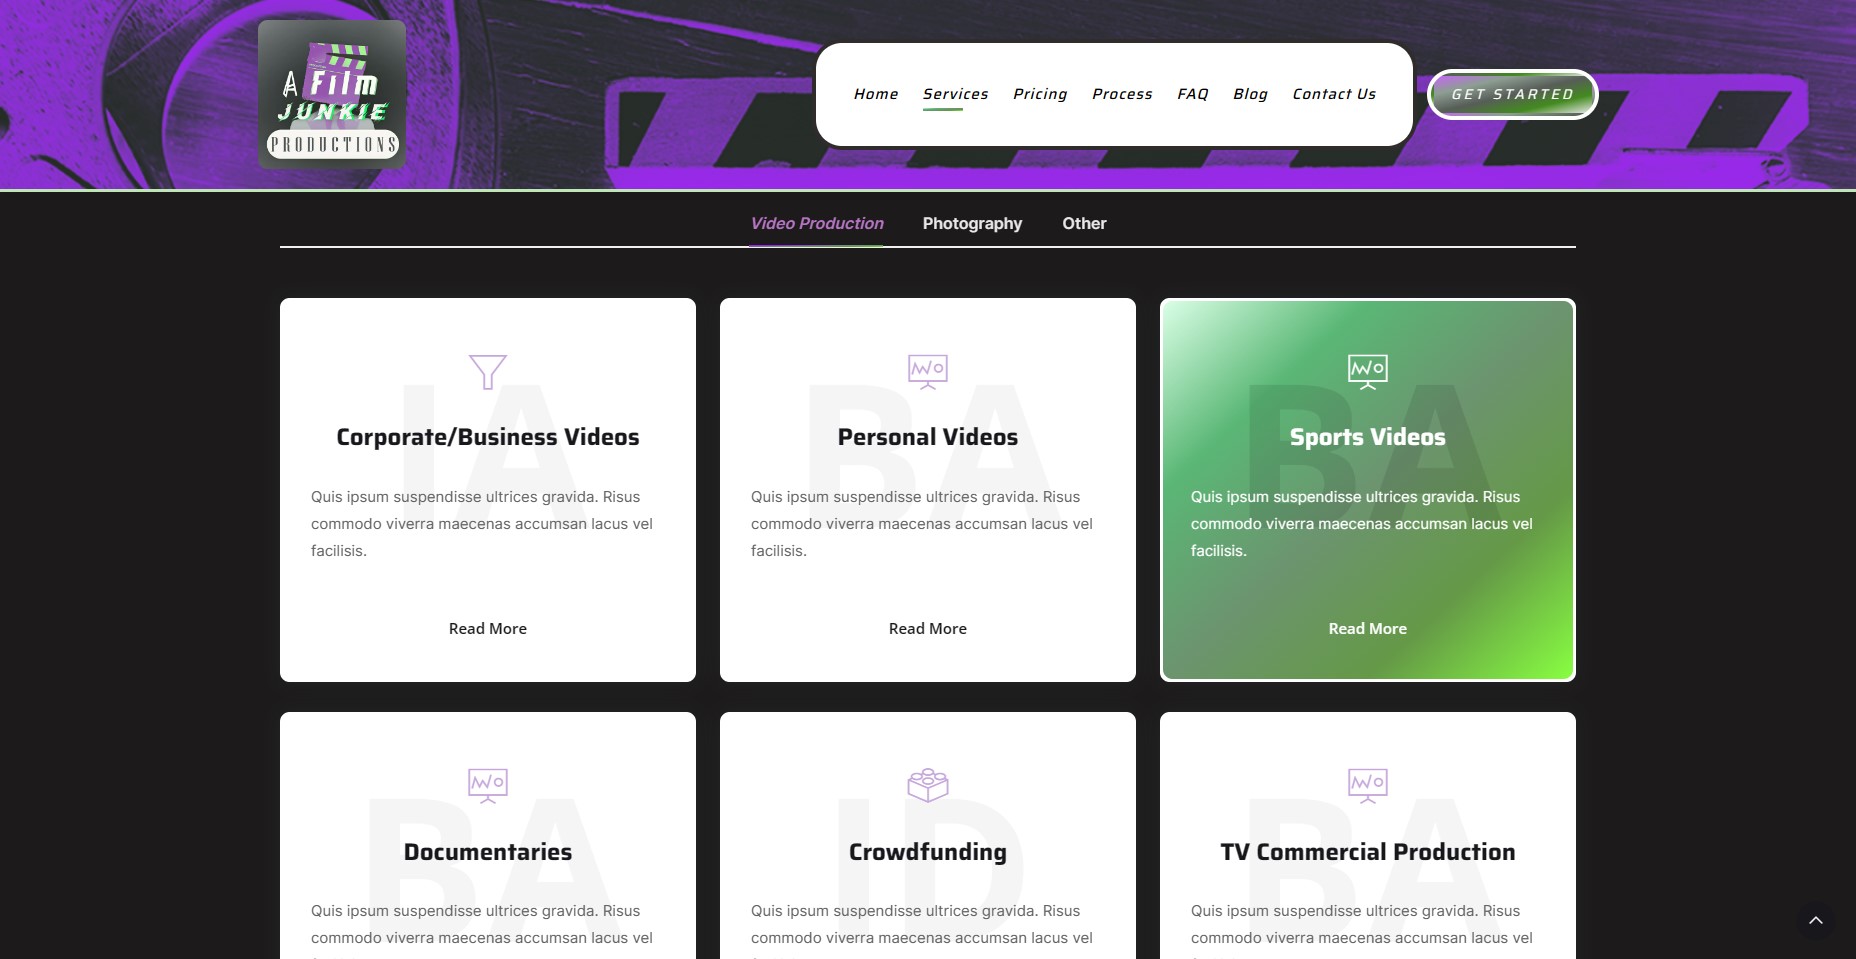 A Film
JUNKIE
PRODUCTIONS
Home Services Pricing Process FAQ Blog Contact Us
GET STARTED
Video Production Photography Other
IA
Corporate/Business Videos
Quis ipsum suspendisse ultrices gravida. Risus
commodo viverra maecenas accumsan lacus vel
facilisis.
Read More
BA
Personal Videos
Quis ipsum suspendisse ultrices gravida. Risus
commodo viverra maecenas accumsan lacus vel
facilisis.
Read More
BA
Sports Videos
Quis ipsum suspendisse ultrices gravida. Risus
commodo viverra maecenas accumsan lacus vel
facilisis.
Read More
BA
Documentaries
Quis ipsum suspendisse ultrices gravida. Risus
commodo viverra maecenas accumsan lacus vel
ID
Crowdfunding
Quis ipsum suspendisse ultrices gravida. Risus
commodo viverra maecenas accumsan lacus vel
BA
TV Commercial Production
Quis ipsum suspendisse ultrices gravida. Risus
commodo viverra maecenas accumsan lacus vel